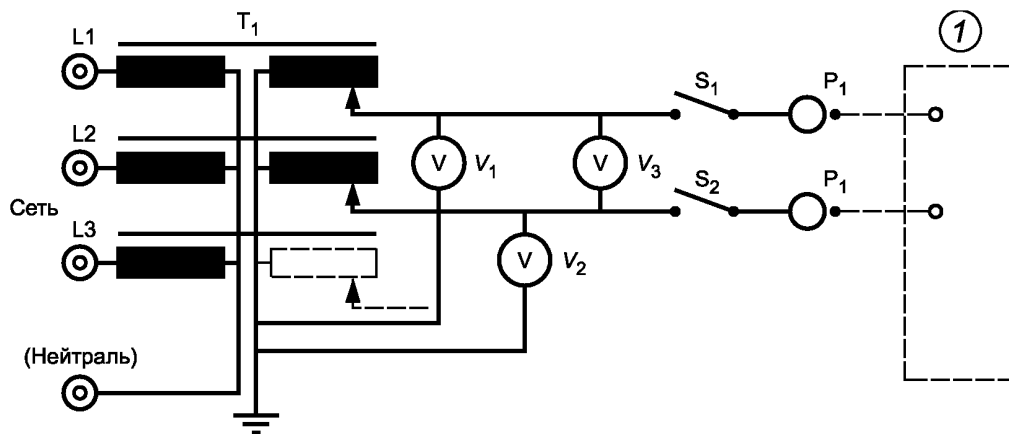 T1
L1
L2
Сеть
L3
(Нейтраль)
V V1
V V3
V V2
S1
S2
P1
P1
1